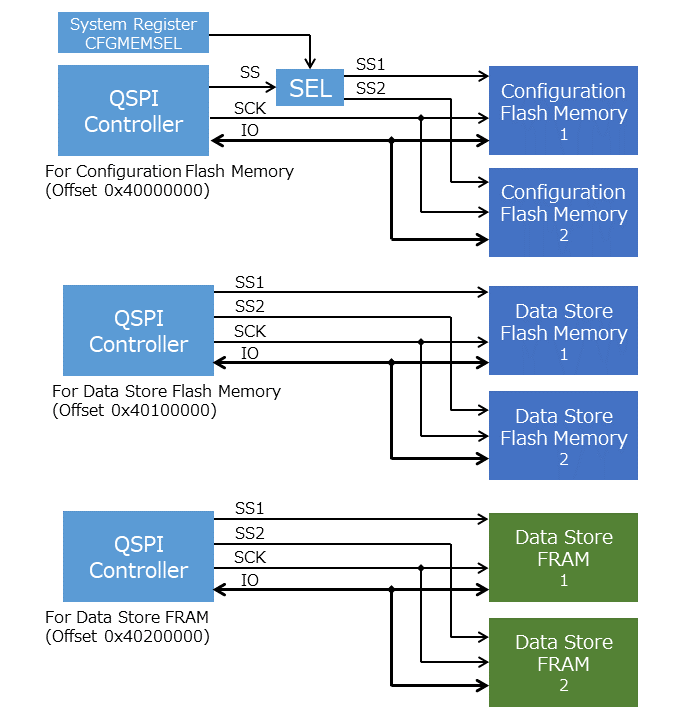 System Register
CFGMEMSEL
QSPI
Controller
SS
SEL
SS1
SS2
SCK
IO
Configuration
Flash Memory
1
For Configuration Flash Memory
(Offset 0x40000000)
Configuration
Flash Memory
2
QSPI
Controller
SS1
SS2
SCK
IO
Data Store
Flash Memory
1
For Data Store Flash Memory
(Offset 0x40100000)
Data Store
Flash Memory
2
QSPI
Controller
SS1
SS2
SCK
IO
Data Store
FRAM
1
For Data Store FRAM
(Offset 0x40200000)
Data Store
FRAM
2